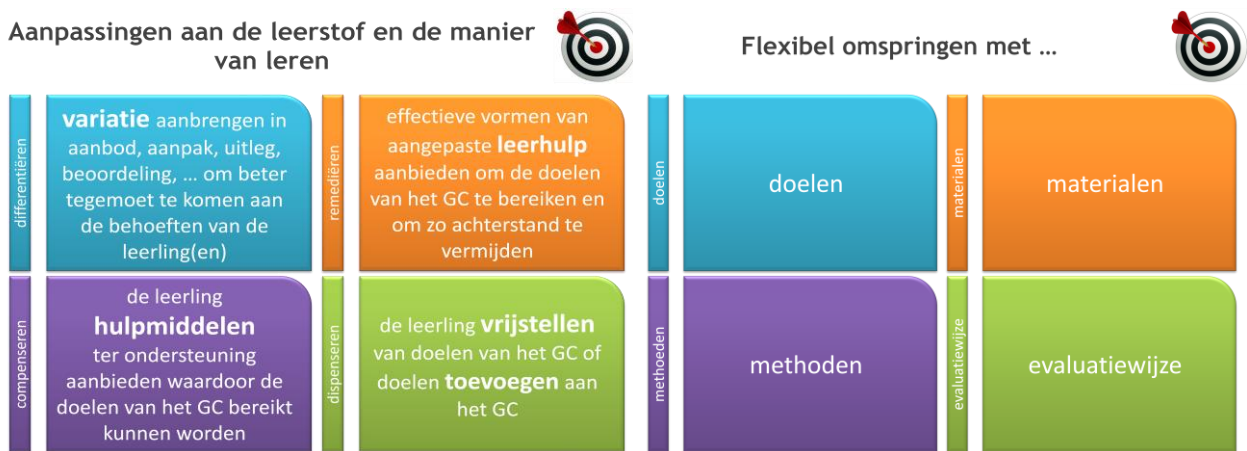 Aanpassingen aan de leerstof en de manier
van leren
differentiëren
variatie aanbrengen in
aanbod, aanpak, uitleg,
beoordeling, … om beter
tegemoet te komen aan
de behoeften van de
leerling(en)
remediëren
effectieve vormen van
aangepaste leerhulp
aanbieden om de doelen
van het GC te bereiken en
om zo achterstand te
vermijden
compenseren
de leerling
hulpmiddelen
ter ondersteuning
aanbieden waardoor de
doelen van het GC bereikt
kunnen worden
dispenseren
de leerling vrijstellen
van doelen van het GC of
doelen toevoegen aan
het GC
Flexibel omspringen met …
doelen
doelen
materialen
materialen
methoeden
methoden
evaluatiewijze
evaluatiewijze